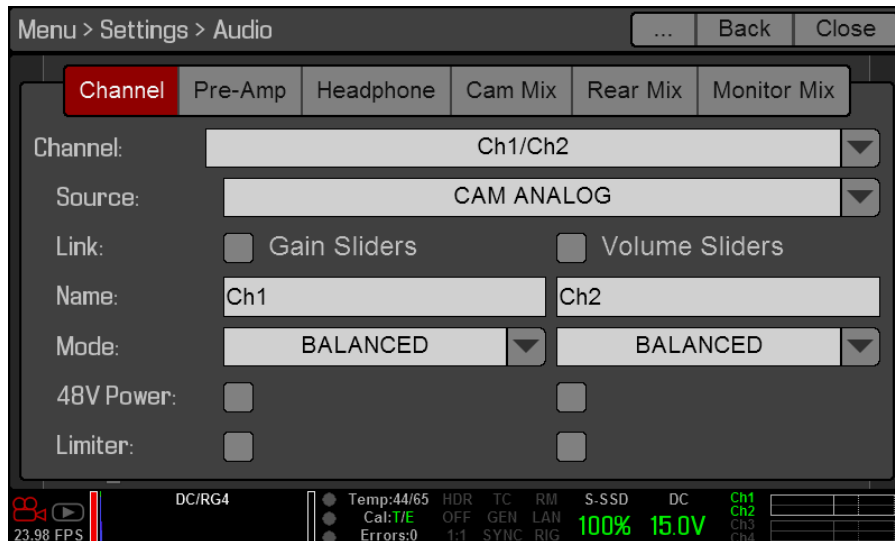 Menu > Settings > Audio ... Back Close
Channel Pre-Amp Headphone Cam Mix Rear Mix Monitor Mix
Channel: Ch1/Ch2
Source: CAM ANALOG
Link: Gain Sliders Volume Sliders
Name: Ch1 Ch2
Mode: BALANCED BALANCED
48V Power:
Limiter:
DC/RG4 Temp:44/65 HDR TC RM S-SSD DC Ch1
Cal:T/E OFF GEN LAN 100% 15.0V Ch2
23.98 FPS Errors:0 1:1 SYNC RIG Ch3
Ch4